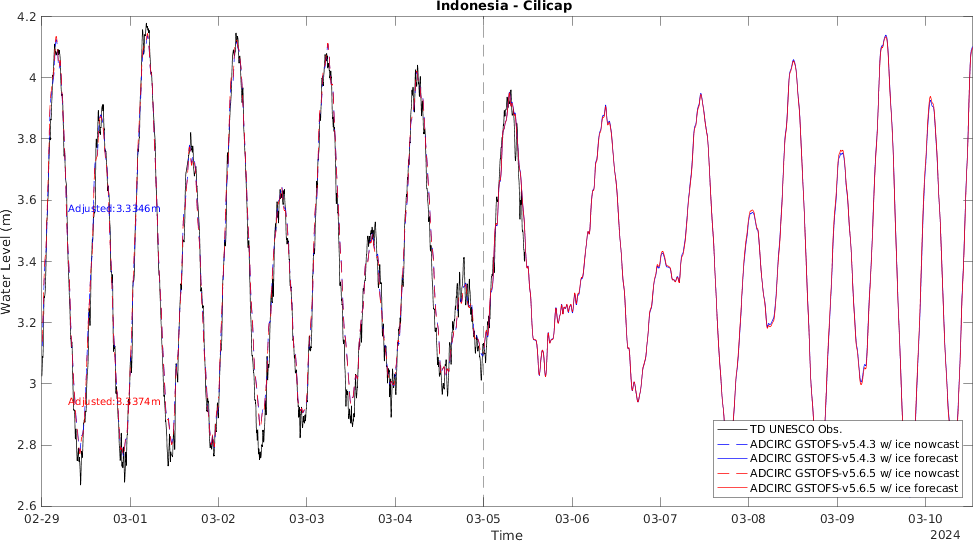 Indonesia - Cilicap
4.2
4
3.8
3.6
3.4
3.2
3
2.8
2.6
Water Level (m)
Adjusted:3.3346m
Adjusted:3.3374m
TD UNESCO Obs.
ADCIRC GSTOFS-v5.4.3 w/ ice nowcast
ADCIRC GSTOFS-v5.4.3 w/ ice forecast
ADCIRC GSTOFS-v5.6.5 w/ ice nowcast
ADCIRC GSTOFS-v5.6.5 w/ ice forecast
02-29 03-01 03-02 03-03 03-04 03-05 03-06 03-07 03-08 03-09 03-10
Time
2024